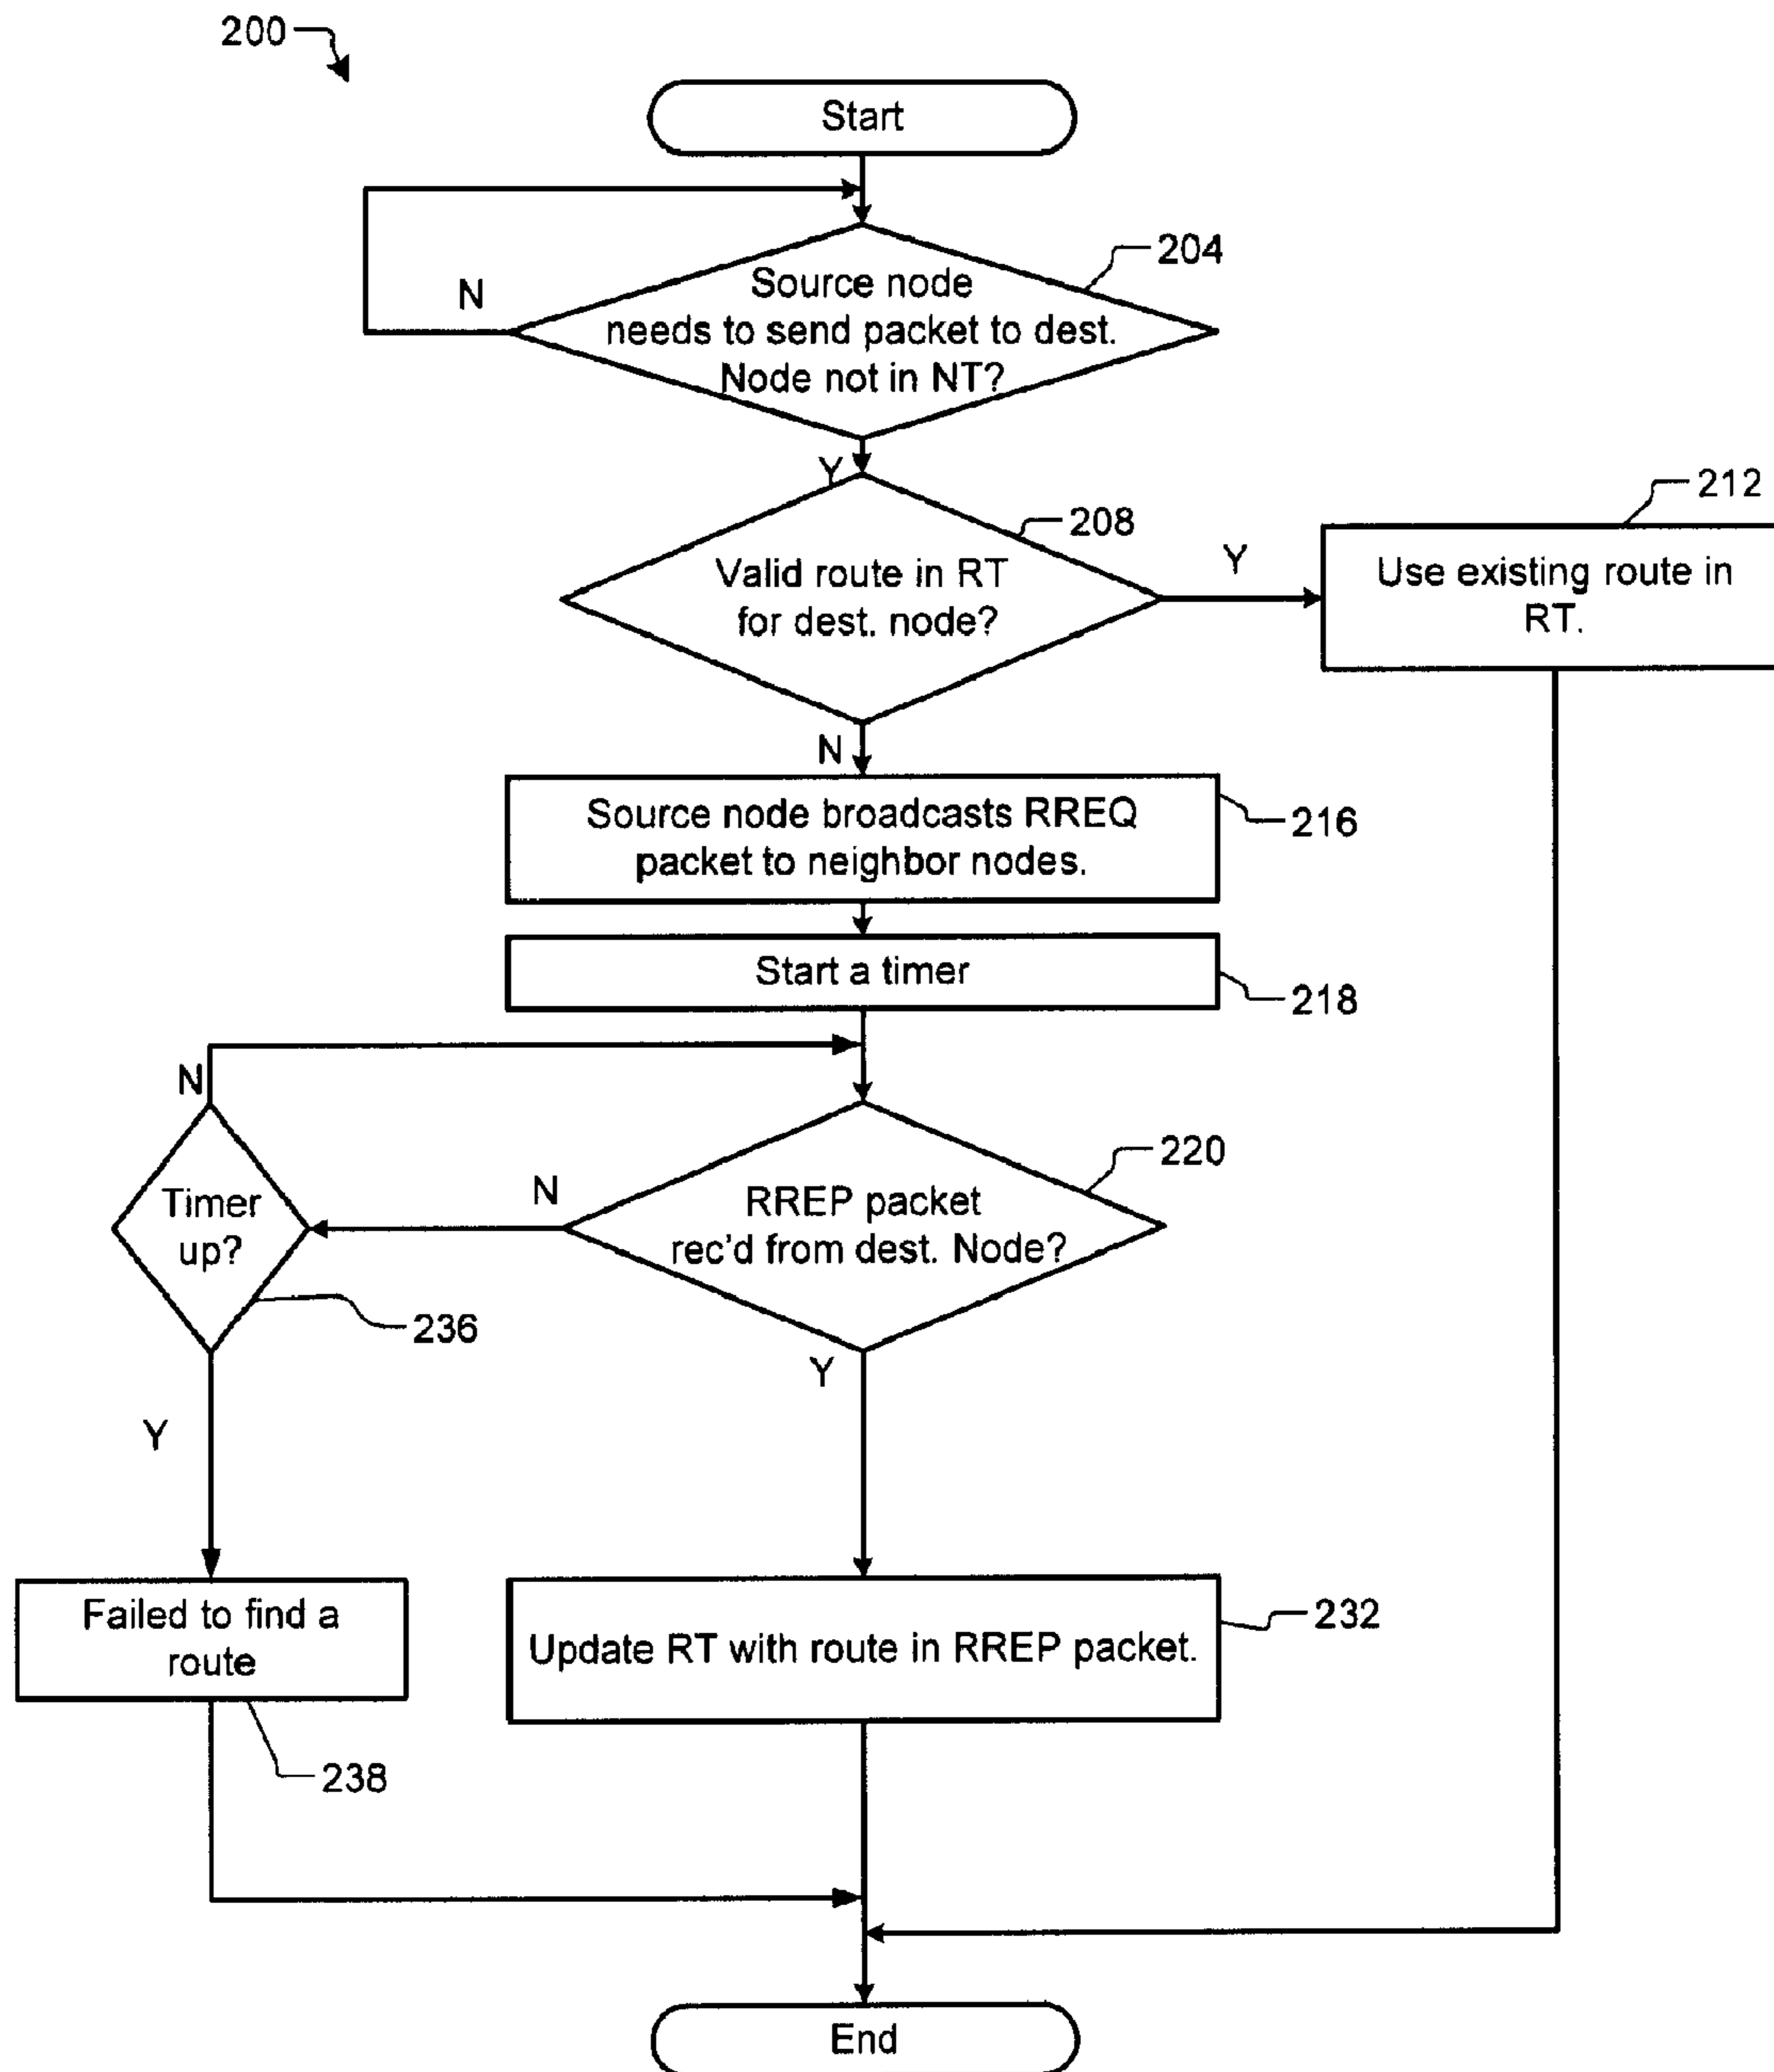 200
Start
204
Source node
needs to send packet to dest.
Node not in NT?
N
Y
208
Valid route in RT
for dest. node?
Y
212
Use existing route in
RT.
N
Source node broadcasts RREQ
packet to neighbor nodes.
216
Start a timer
218
N
Timer
up?
236
N
220
RREP packet
rec'd from dest. Node?
Y
Y
Failed to find a
route
238
Update RT with route in RREP packet.
232
End